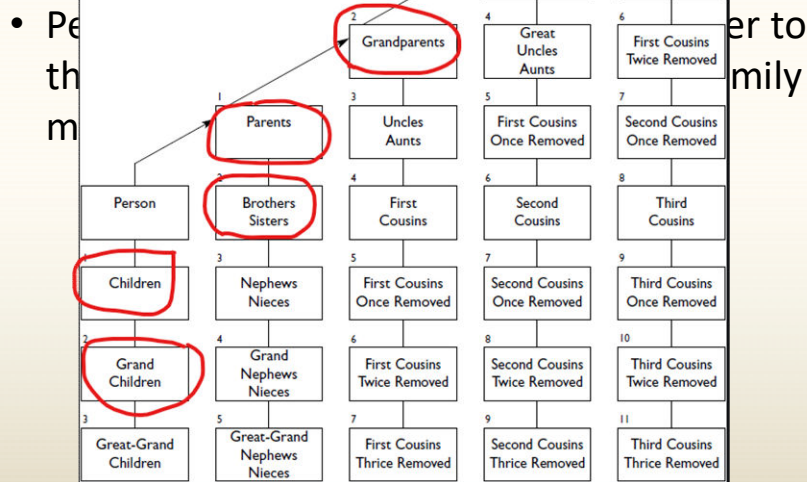 • Pe
er to
th
mily
m
2
Grandparents
4
Great
Uncles
Aunts
6
First Cousins
Twice Removed
1
Parents
3
Uncles
Aunts
5
First Cousins
Once Removed
7
Second Cousins
Once Removed
Person
2
Brothers
Sisters
4
First
Cousins
6
Second
Cousins
8
Third
Cousins
1
Children
3
Nephews
Nieces
5
First Cousins
Once Removed
7
Second Cousins
Once Removed
9
Third Cousins
Once Removed
2
Grand
Children
4
Grand
Nephews
Nieces
6
First Cousins
Twice Removed
8
Second Cousins
Twice Removed
10
Third Cousins
Twice Removed
3
Great-Grand
Children
5
Great-Grand
Nephews
Nieces
7
First Cousins
Thrice Removed
9
Second Cousins
Thrice Removed
11
Third Cousins
Thrice Removed